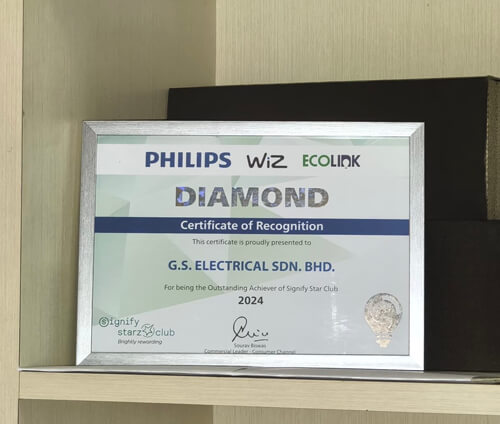 PHILIPS WiZ ECOLINK
DIAMOND
Certificate of Recognition
This certificate is proudly presented to
G.S. ELECTRICAL SDN. BHD.
For being the Outstanding Achiever of Signify Star Club
2024
Signify
starz club
Brightly rewarding
Sourav Biswas
Commercial Leader - Consumer Channel